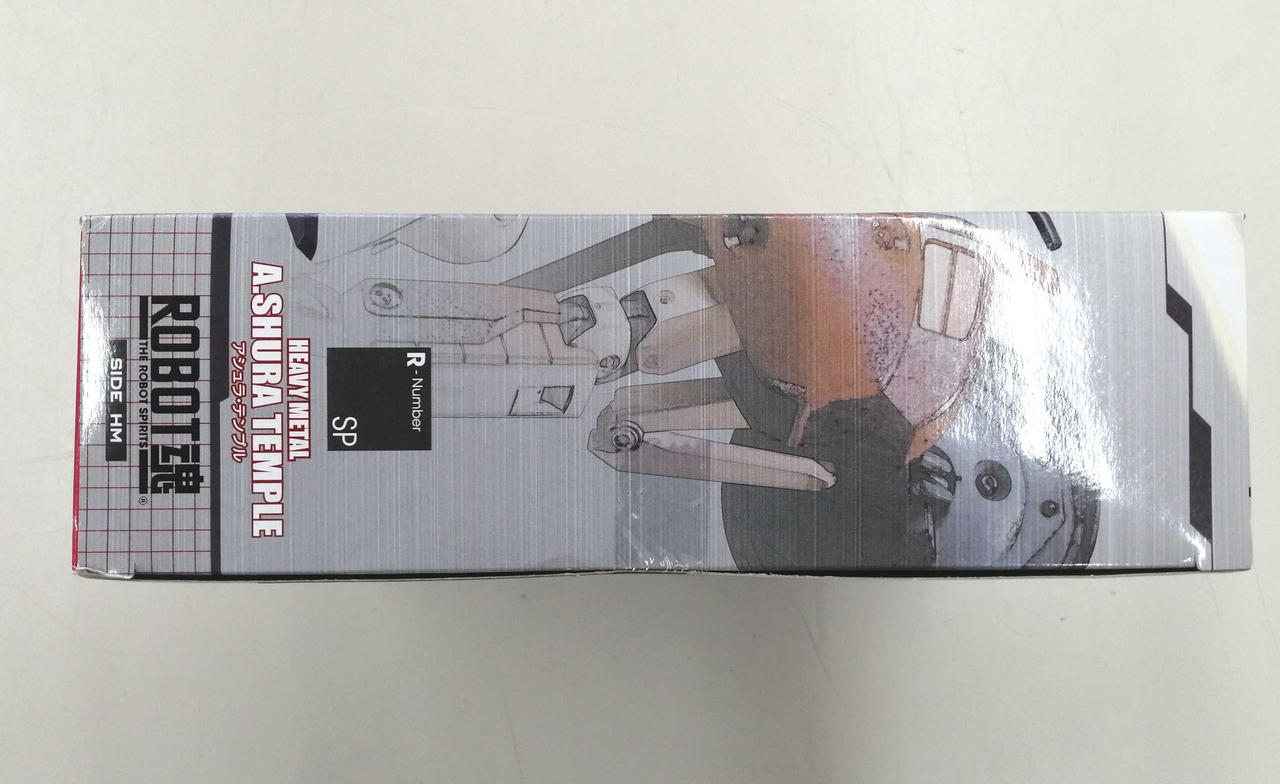 ROBOT魂
THE ROBOT SPIRITS
®
SIDE HM
HEAVY METAL
A.SHURA TEMPLE
アシュラテンプル
R-Number
SP